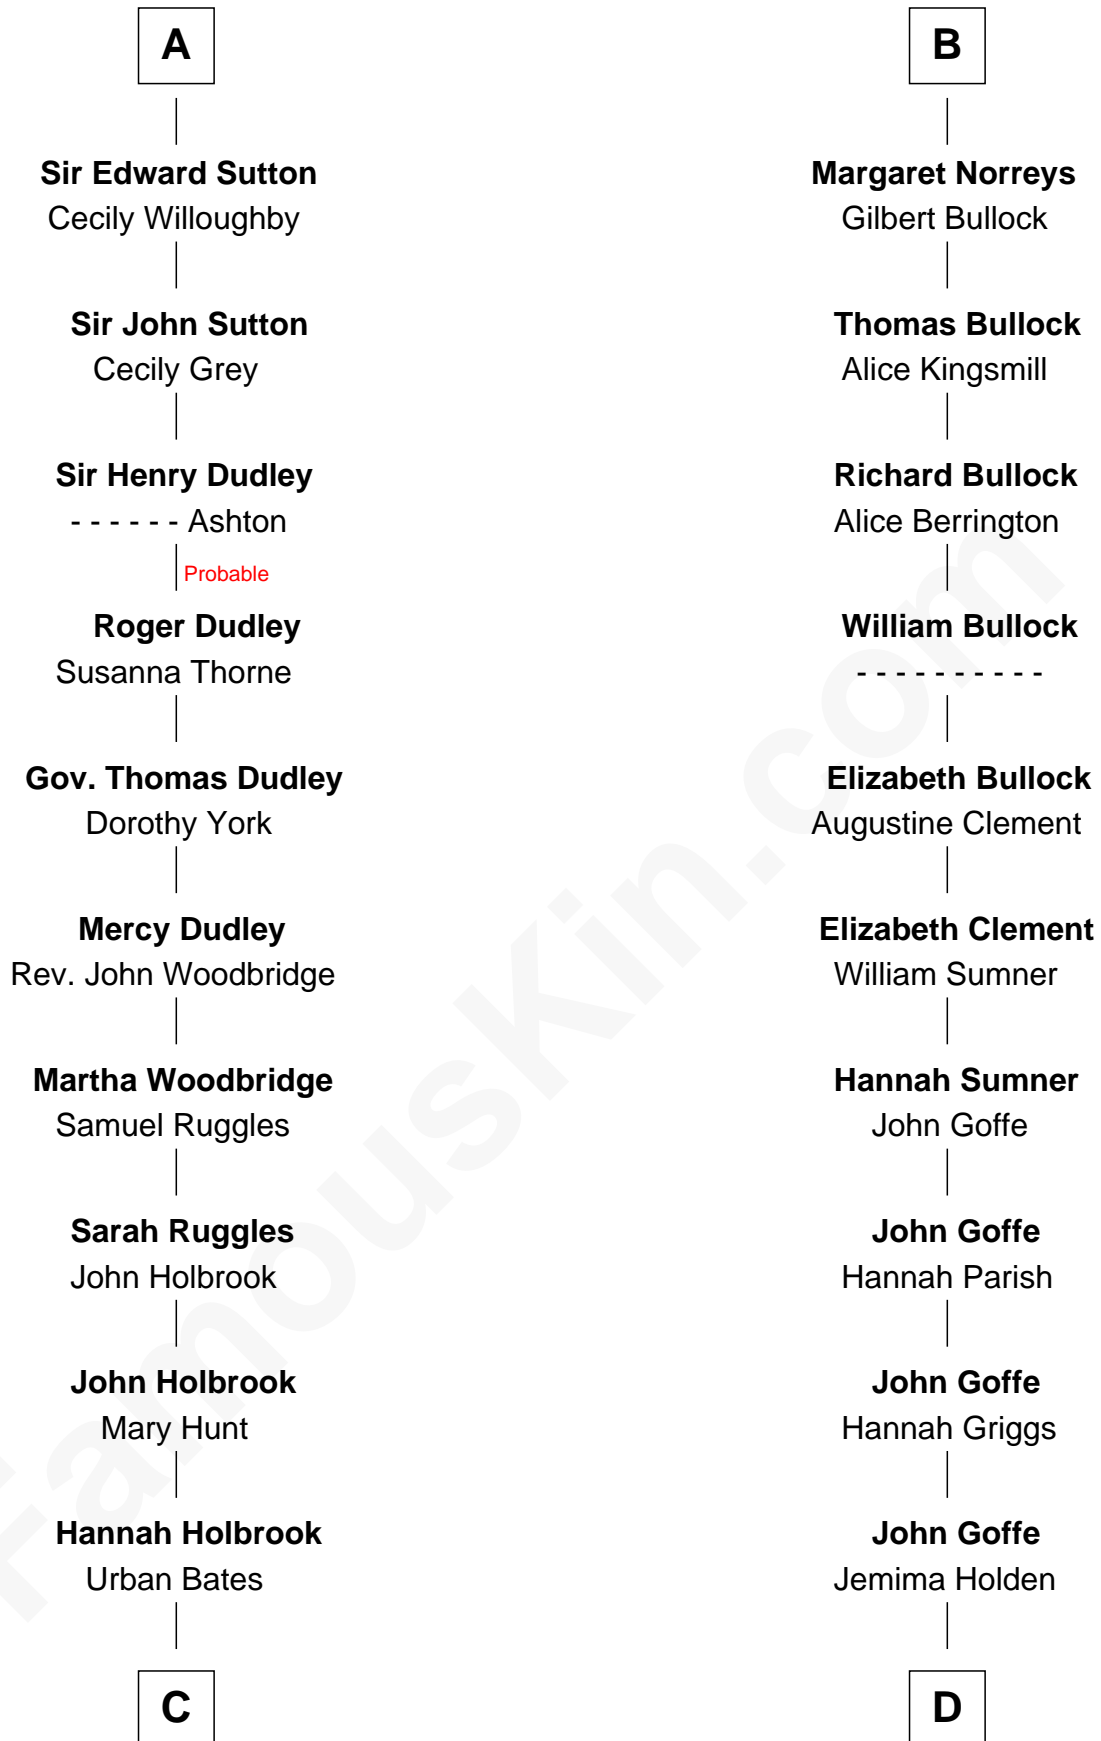 A
Sir Edward Sutton
Cecily Willoughby
Sir John Sutton
Cecily Grey
Sir Henry Dudley
- - - - - - Ashton
Probable
Roger Dudley
Susanna Thorne
Gov. Thomas Dudley
Dorothy York
Mercy Dudley
Rev. John Woodbridge
Martha Woodbridge
Samuel Ruggles
Sarah Ruggles
John Holbrook
John Holbrook
Mary Hunt
Hannah Holbrook
Urban Bates
C
B
Margaret Norreys
Gilbert Bullock
Thomas Bullock
Alice Kingsmill
Richard Bullock
Alice Berrington
William Bullock
- - - - - - - - - -
Elizabeth Bullock
Augustine Clement
Elizabeth Clement
William Sumner
Hannah Sumner
John Goffe
John Goffe
Hannah Parish
John Goffe
Hannah Griggs
John Goffe
Jemima Holden
D
FamousKin.com